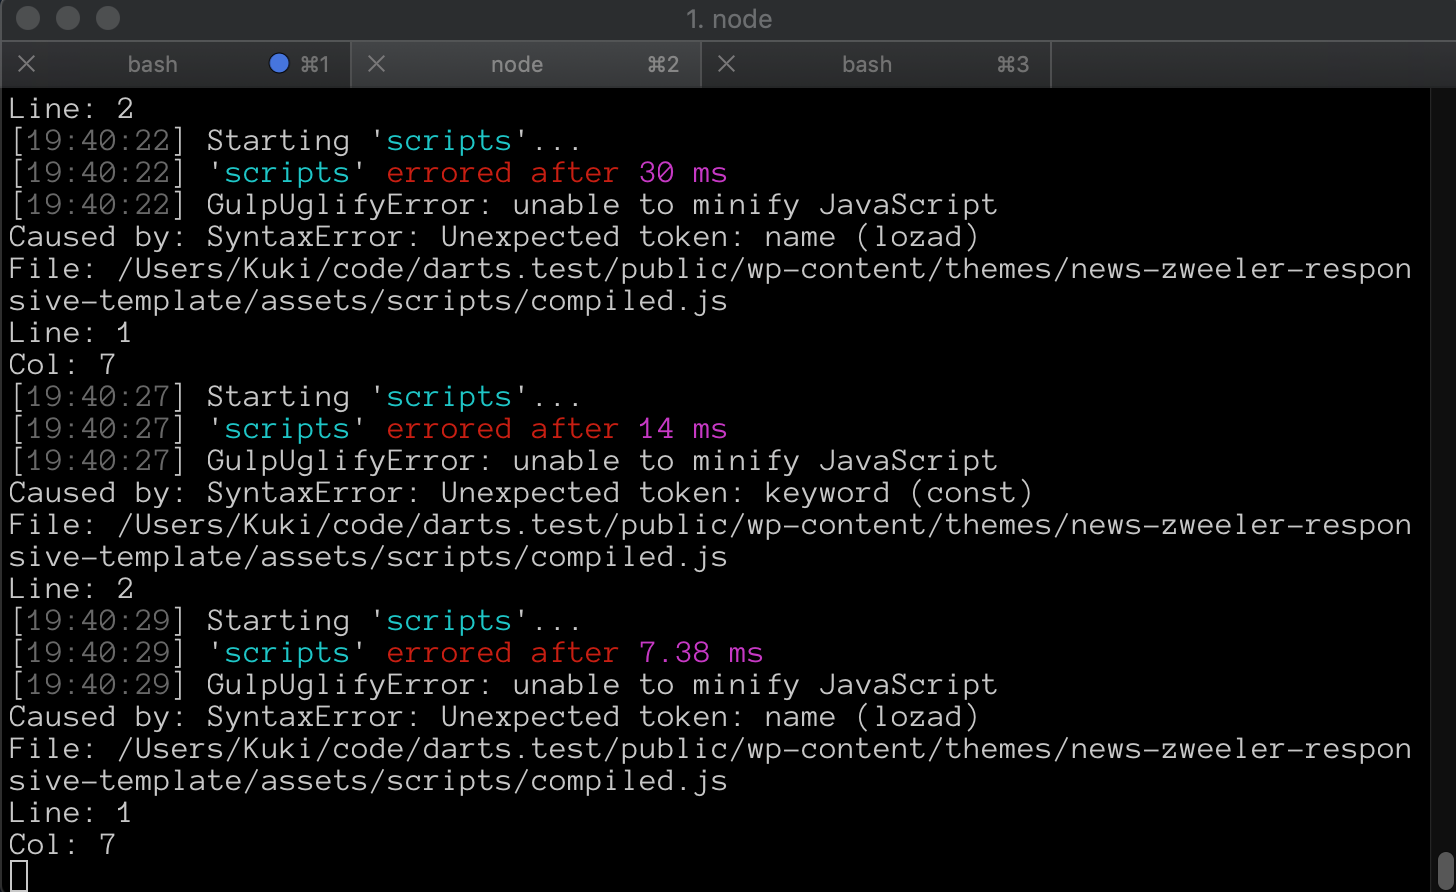 1. node
bash ⌘1 node ⌘2 bash ⌘3
Line: 2
[19:40:22] Starting 'scripts'...
[19:40:22] 'scripts' errored after 30 ms
[19:40:22] GulpUglifyError: unable to minify JavaScript
Caused by: SyntaxError: Unexpected token: name (lozad)
File: /Users/Kuki/code/darts.test/public/wp-content/themes/news-zweeler-respon
sive-template/assets/scripts/compiled.js
Line: 1
Col: 7
[19:40:27] Starting 'scripts'...
[19:40:27] 'scripts' errored after 14 ms
[19:40:27] GulpUglifyError: unable to minify JavaScript
Caused by: SyntaxError: Unexpected token: keyword (const)
File: /Users/Kuki/code/darts.test/public/wp-content/themes/news-zweeler-respon
sive-template/assets/scripts/compiled.js
Line: 2
[19:40:29] Starting 'scripts'...
[19:40:29] 'scripts' errored after 7.38 ms
[19:40:29] GulpUglifyError: unable to minify JavaScript
Caused by: SyntaxError: Unexpected token: name (lozad)
File: /Users/Kuki/code/darts.test/public/wp-content/themes/news-zweeler-respon
sive-template/assets/scripts/compiled.js
Line: 1
Col: 7